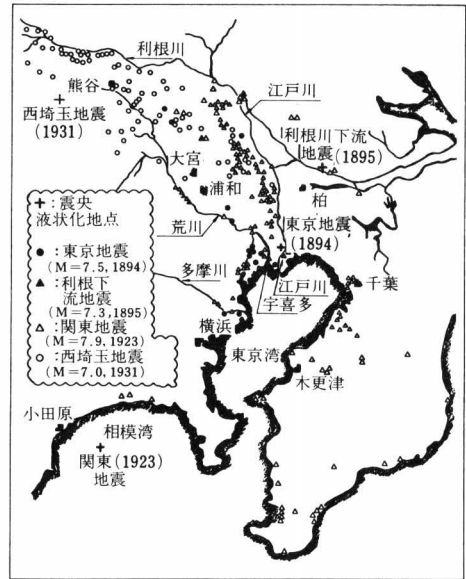 利根川
熊谷
江戸川
西埼玉地震
(1931)
利根川下流
地震(1895)
大宮
浦和
柏
＋:震央
液状化地点
●:東京地震
(M=7.5,1894)
▲:利根下
流地震
(M=7.3,1895)
△:関東地震
(M=7.9,1923)
○:西埼玉地震
(M=7.0,1931)
荒川
東京地震
(1894)
多摩川
江戸川
宇喜多
千葉
横浜
東京湾
木更津
小田原
相模湾
関東(1923)
地震